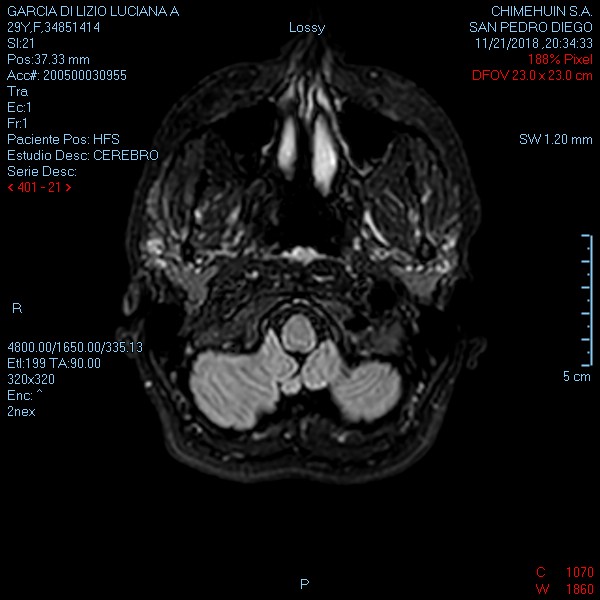 GARCIA DI LIZIO LUCIANA A
29Y,F,34851414
Sl:21
Pos:37.33 mm
Acc#: 200500030955
Tra
Ec:1
Fr:1
Paciente Pos: HFS
Estudio Desc: CEREBRO
Serie Desc:
< 401 - 21 >
Lossy
CHIMEHUIN S.A.
SAN PEDRO DIEGO
11/21/2018 ,20:34:33
188% Pixel
DFOV 23.0 x 23.0 cm
SW 1.20 mm
R
4800.00/1650.00/335.13
Etl:199 TA:90.00
320x320
Enc: ^
2nex
5 cm
P
C 1070
W 1860